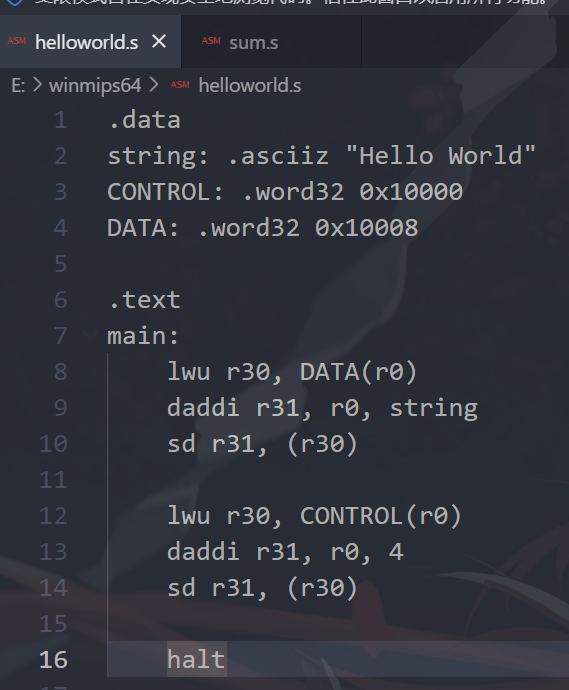 helloworld.s
sum.s
E: > winmips64 > helloworld.s
1 .data
2 string: .asciiz "Hello World"
3 CONTROL: .word32 0x10000
4 DATA: .word32 0x10008
5
6 .text
7 main:
8 lwu r30, DATA(r0)
9 daddi r31, r0, string
10 sd r31, (r30)
11
12 lwu r30, CONTROL(r0)
13 daddi r31, r0, 4
14 sd r31, (r30)
15
16 halt